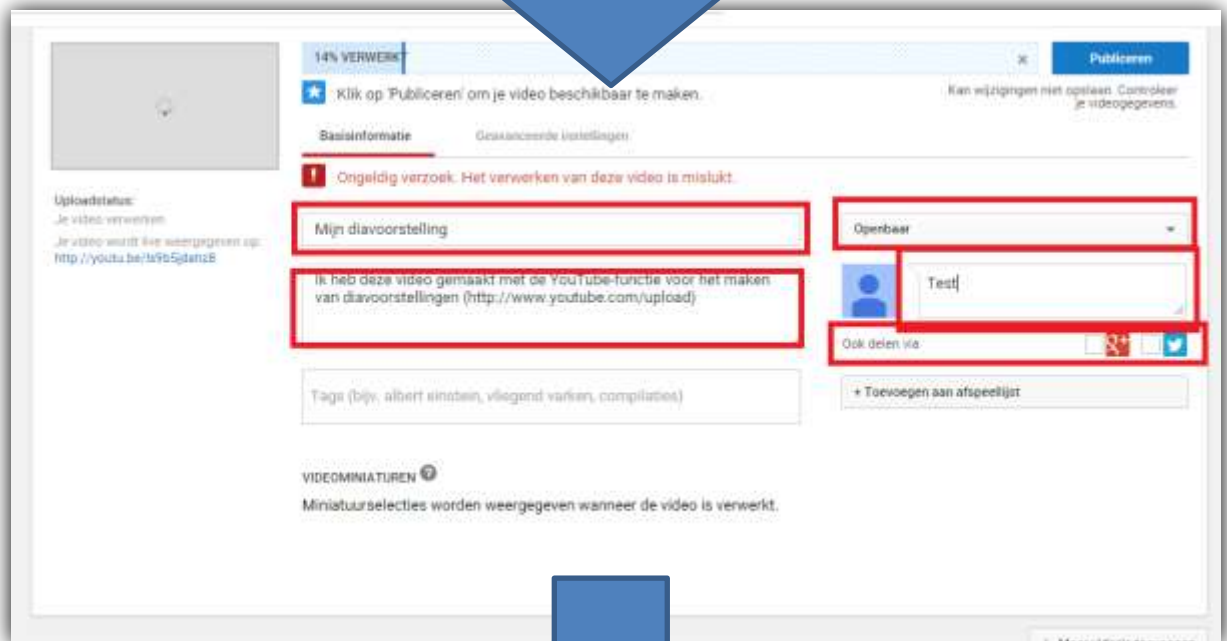 14% VERWERKT
Publiceren
Klik op 'Publiceren' om je video beschikbaar te maken.
Kan wijzigingen niet opslaan. Controleer
je videogegevens.
Basisinformatie
Geavanceerde instellingen
Ongeldig verzoek. Het verwerken van deze video is mislukt.
Uploadstatus:
Je video verwerken
Je video wordt live weergegeven op:
Mijn diavoorstelling
Openbaar
Ik heb deze video gemaakt met de YouTube-functie voor het maken
van diavoorstellingen (http://www.youtube.com/upload)
Test
Ook delen via
+ Toevoegen aan afspeellijst
Tags (bijv. albert einstein, vliegend varken, compilaties)
VIDEOMINIATUREN
Miniatuurselecties worden weergegeven wanneer de video is verwerkt.